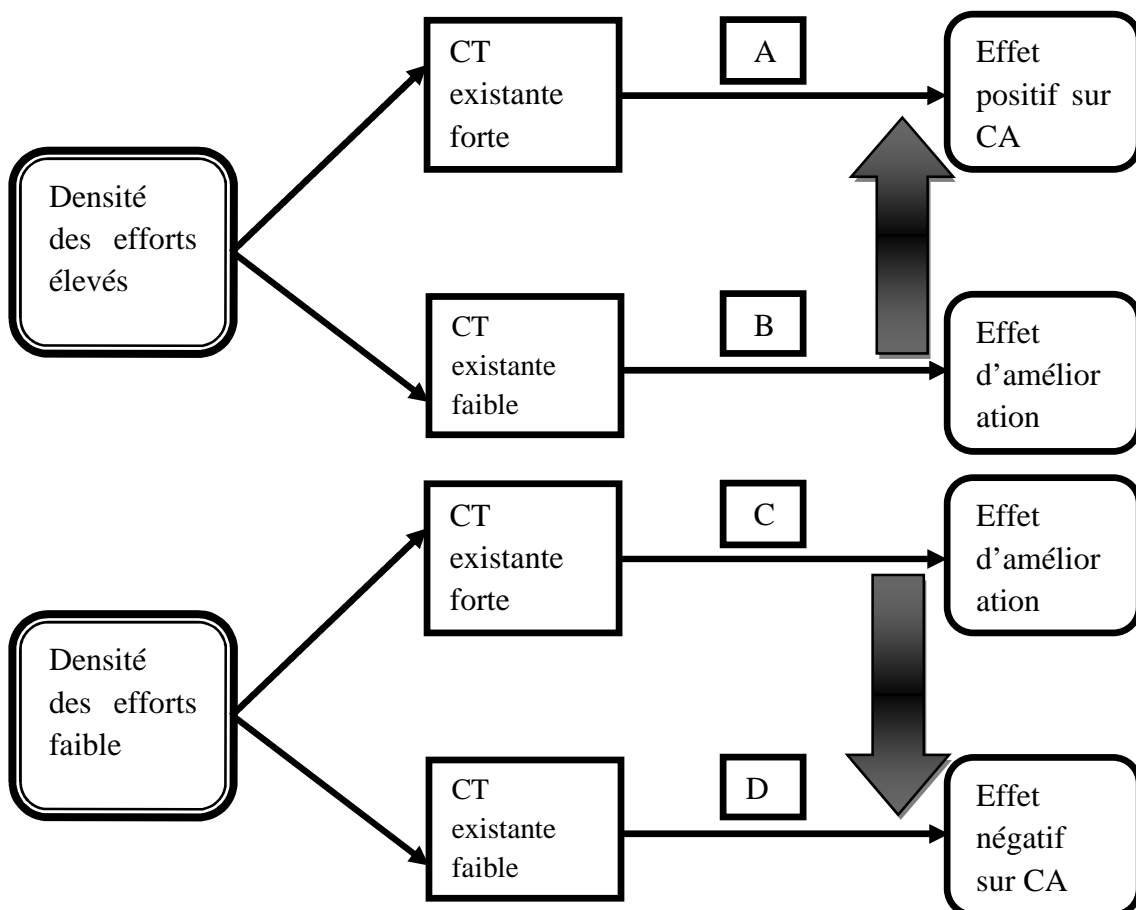 CT
existante
forte
A
Effet
positif sur
CA
Densité
des efforts
élevés
CT
existante
faible
B
Effet
d’amélior
ation
CT
existante
forte
C
Effet
d’amélior
ation
Densité
des efforts
faible
CT
existante
faible
D
Effet
négatif
sur CA